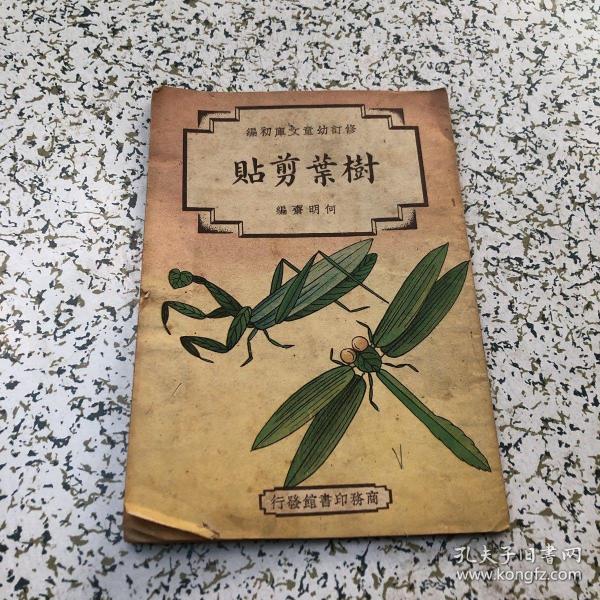 修訂幼童文庫初編
樹葉剪貼
何明齋編
商務印書館發行
孔夫子旧书网
www.kongfz.com